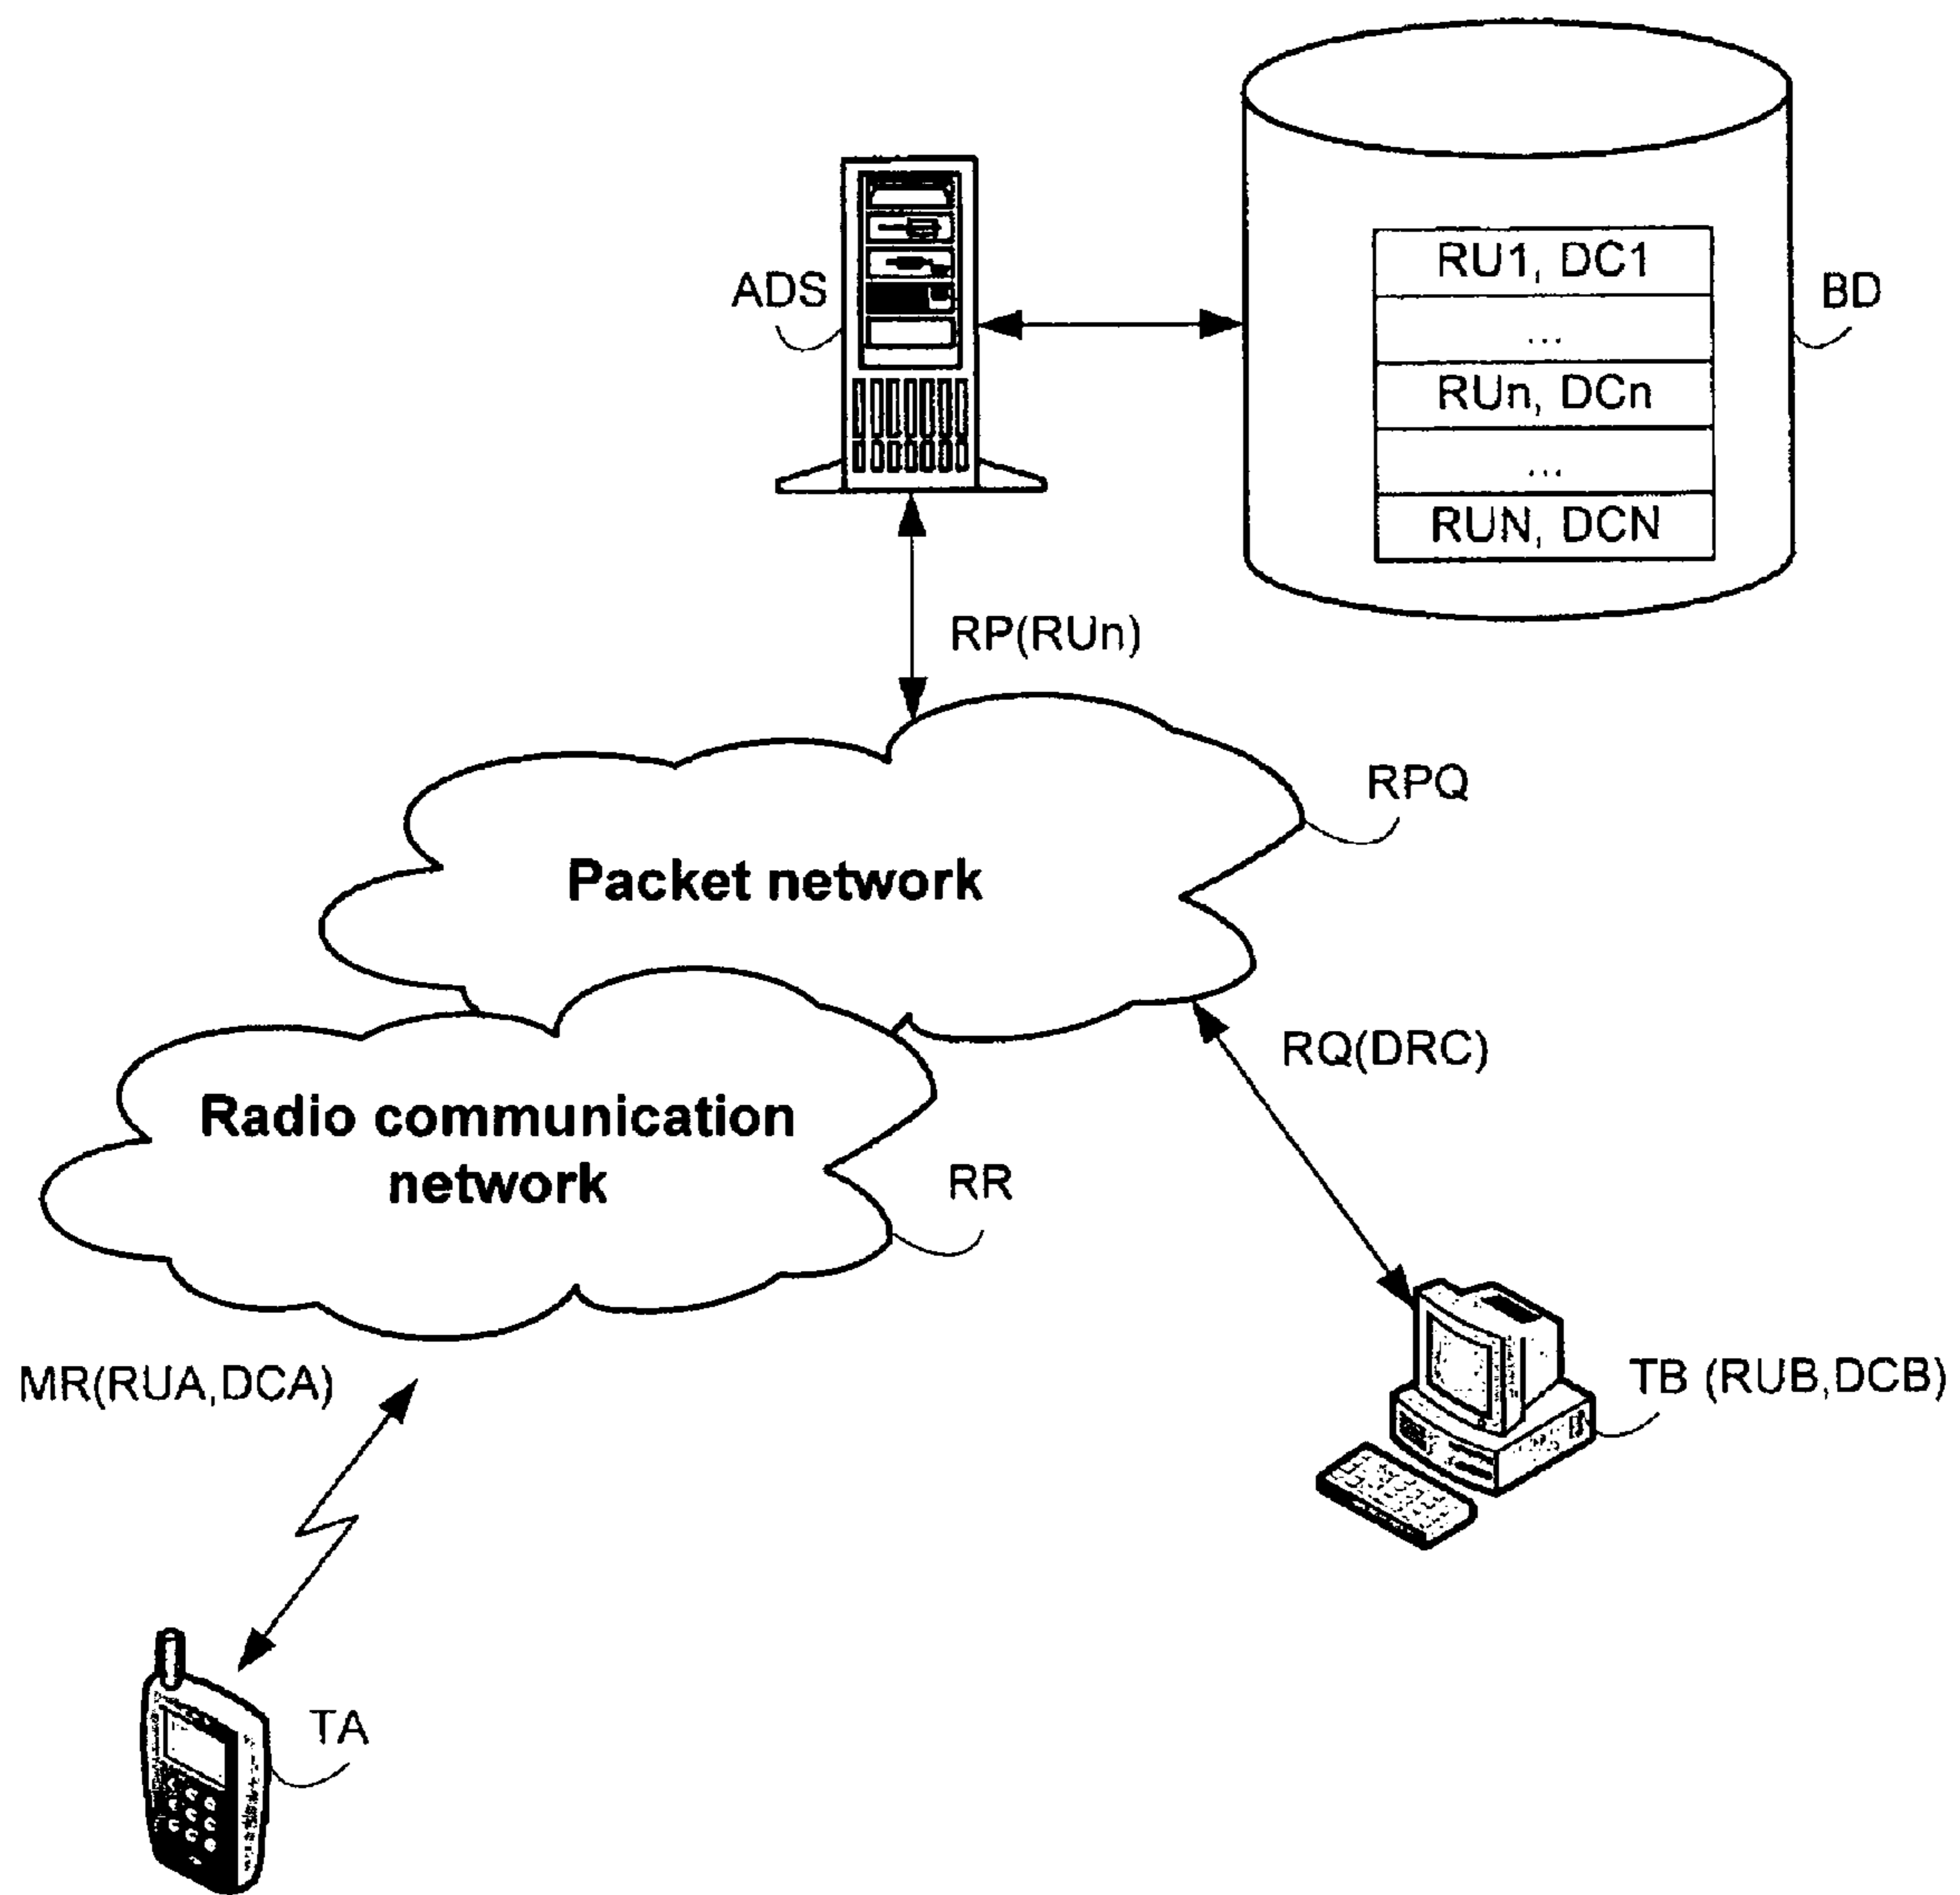 ADS
RU1, DC1
...
RUn, DCn
...
RUN, DCN
BD
RP(RUn)
RPQ
Packet network
RQ(DRC)
Radio communication
network
RR
MR(RUA,DCA)
TB (RUB,DCB)
TA